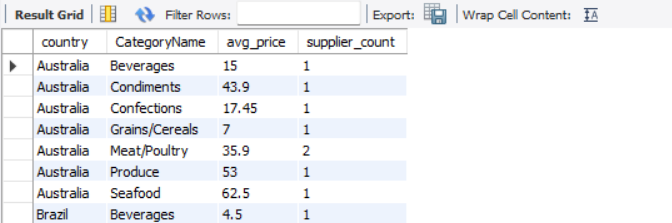 Result Grid Filter Rows: Export: Wrap Cell Content:
country CategoryName avg_price supplier_count
Australia Beverages 15 1
Australia Condiments 43.9 1
Australia Confections 17.45 1
Australia Grains/Cereals 7 1
Australia Meat/Poultry 35.9 2
Australia Produce 53 1
Australia Seafood 62.5 1
Brazil Beverages 4.5 1